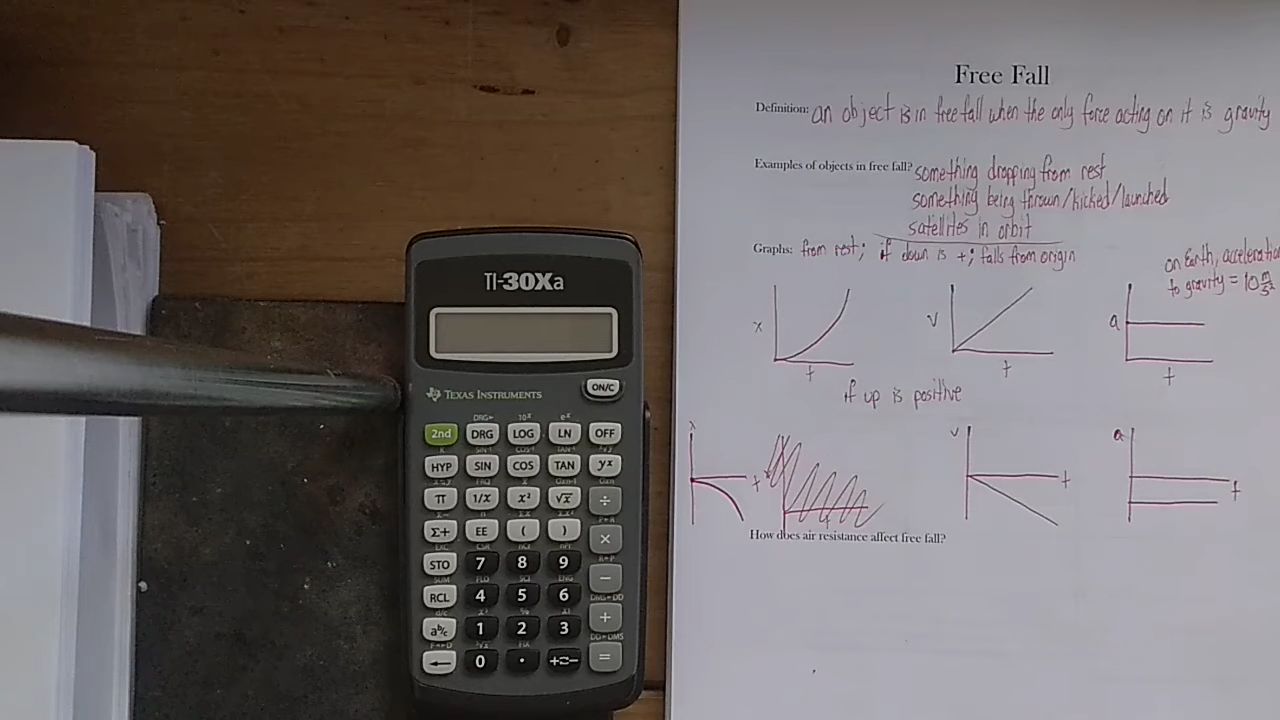 Free Fall
Definition: an object is in free fall when the only force acting on it is gravity
Examples of objects in free fall? something dropping from rest
something being thrown/kicked/launched
satellites in orbit
Graphs: from rest; if down is +; falls from origin
on Earth, acceleratio
to gravity = 10 m/s²
x
t
v
t
a
t
if up is positive
x
t
t
v
t
a
t
How does air resistance affect free fall?
TI-30Xa
TEXAS INSTRUMENTS
ON/C
2nd DRG LOG LN OFF
HYP SIN COS TAN yˣ
π 1/x x² √x ÷
Σ+ EE ( ) ×
STO 7 8 9 −
RCL 4 5 6 +
a b/c 1 2 3
← 0 . +⇄− =